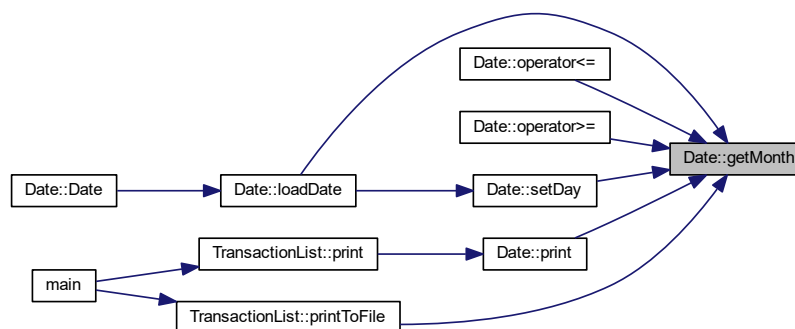 Date::operator<=
Date::operator>=
Date::getMonth
Date::Date
Date::loadDate
Date::setDay
TransactionList::print
Date::print
main
TransactionList::printToFile